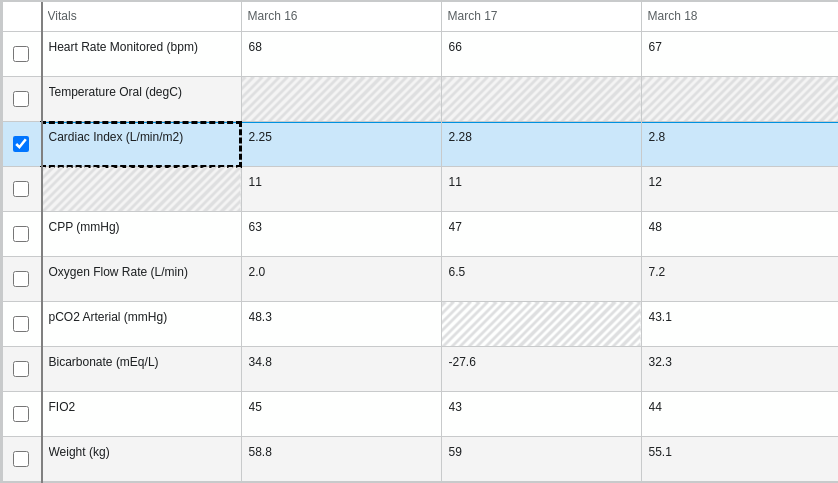 Vitals March 16 March 17 March 18
Heart Rate Monitored (bpm) 68 66 67
Temperature Oral (degC)
Cardiac Index (L/min/m2) 2.25 2.28 2.8
11 11 12
CPP (mmHg) 63 47 48
Oxygen Flow Rate (L/min) 2.0 6.5 7.2
pCO2 Arterial (mmHg) 48.3 43.1
Bicarbonate (mEq/L) 34.8 -27.6 32.3
FIO2 45 43 44
Weight (kg) 58.8 59 55.1